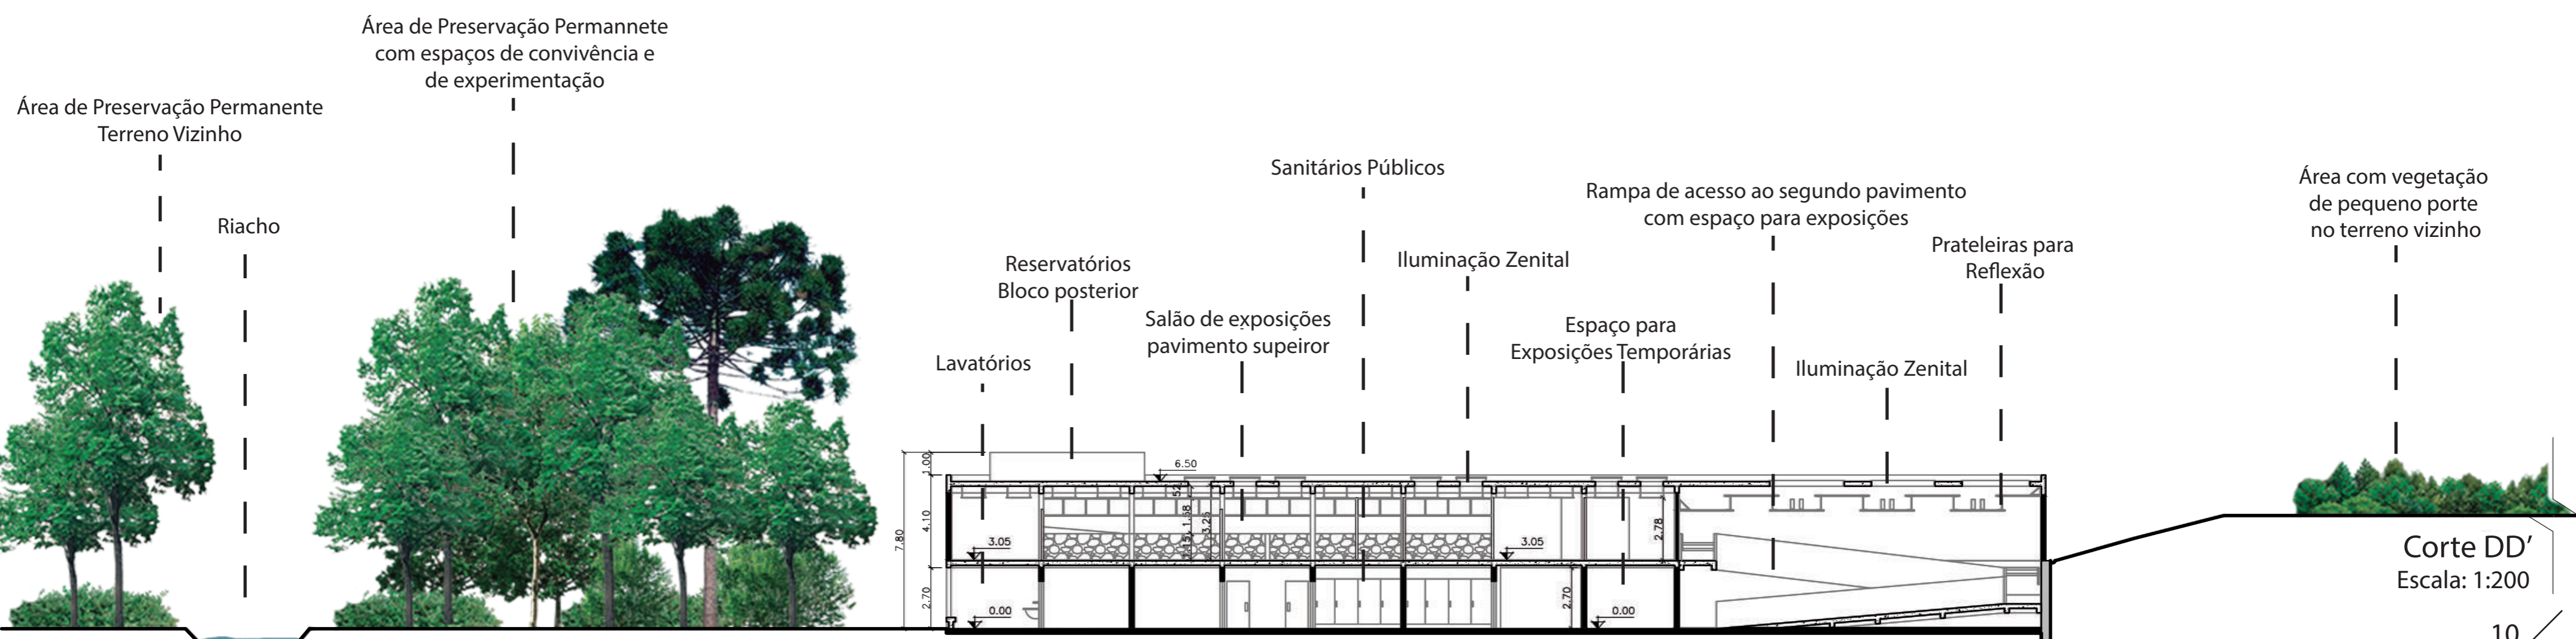 Área de Preservação Permanente
Terreno Vizinho
Riacho
Área de Preservação Permannete
com espaços de convivência e
de experimentação
Lavatórios
Reservatórios
Bloco posterior
Salão de exposições
pavimento supeiror
Sanitários Públicos
Iluminação Zenital
Espaço para
Exposições Temporárias
Rampa de acesso ao segundo pavimento
com espaço para exposições
Iluminação Zenital
Prateleiras para
Reflexão
Área com vegetação
de pequeno porte
no terreno vizinho
7.80
1.00
4.10
2.70
6.50
3.05
0.00
1.58
3.25
3.05
2.78
2.70
0.00
Corte DD’
Escala: 1:200
10